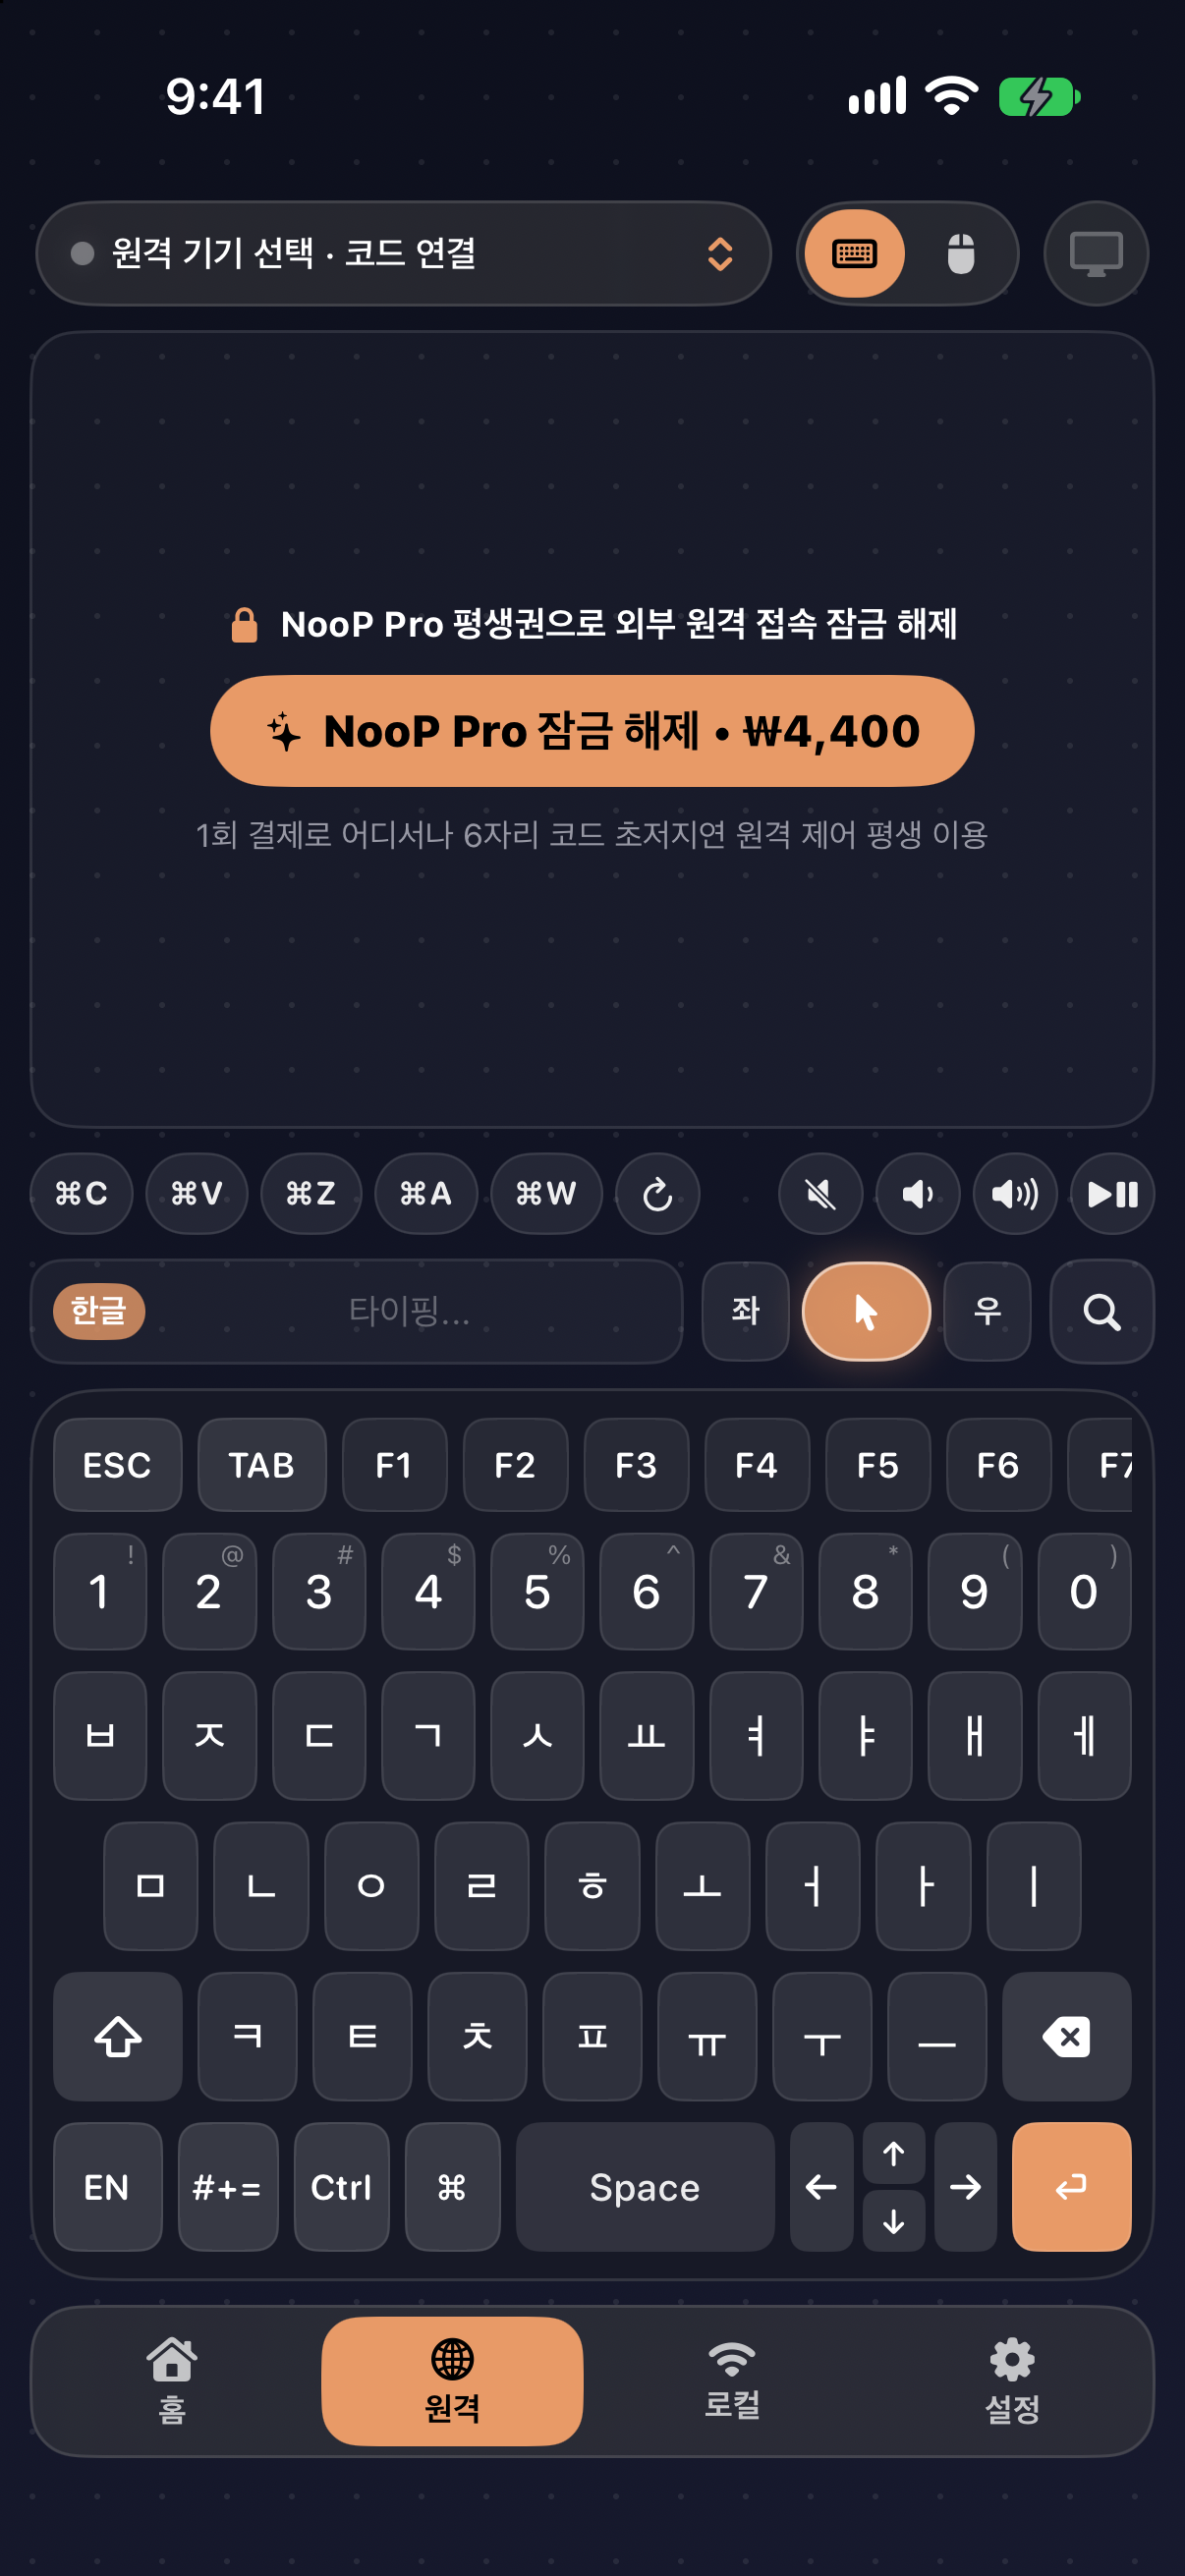 9:41
원격 기기 선택 · 코드 연결
NooP Pro 평생권으로 외부 원격 접속 잠금 해제
NooP Pro 잠금 해제 • ₩4,400
1회 결제로 어디서나 6자리 코드 초저지연 원격 제어 평생 이용
⌘C ⌘V ⌘Z ⌘A ⌘W
한글 타이핑... 좌 우
ESC TAB F1 F2 F3 F4 F5 F6 F7
! @ # $ % ^ & * ( )
1 2 3 4 5 6 7 8 9 0
ㅂ ㅈ ㄷ ㄱ ㅅ ㅛ ㅕ ㅑ ㅐ ㅔ
ㅁ ㄴ ㅇ ㄹ ㅎ ㅗ ㅓ ㅏ ㅣ
ㅋ ㅌ ㅊ ㅍ ㅠ ㅜ ㅡ
EN #+= Ctrl ⌘ Space ← ↑ ↓ →
홈 원격 로컬 설정